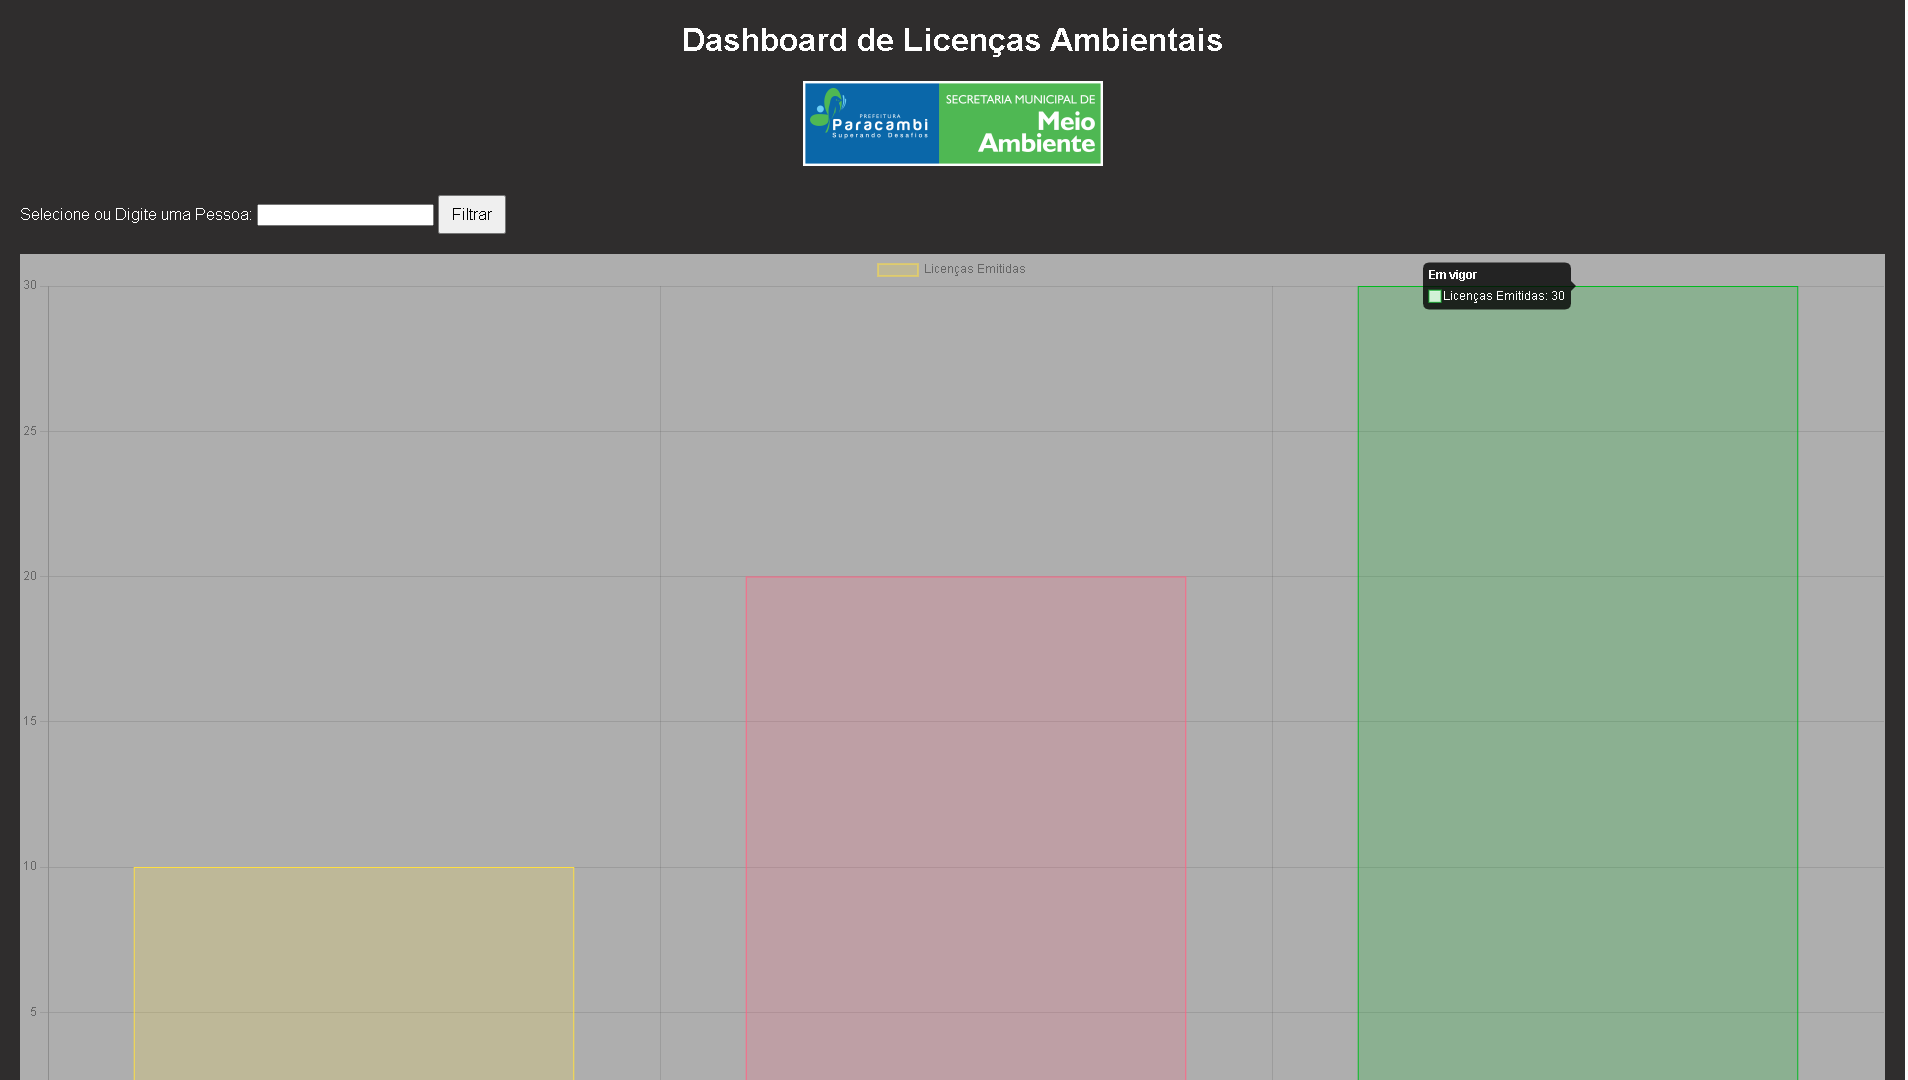 Dashboard de Licenças Ambientais
PREFEITURA
Paracambi
Superando Desafios
SECRETARIA MUNICIPAL DE
Meio
Ambiente
Selecione ou Digite uma Pessoa:
Filtrar
Licenças Emitidas
Em vigor
Licenças Emitidas: 30
30
25
20
15
10
5